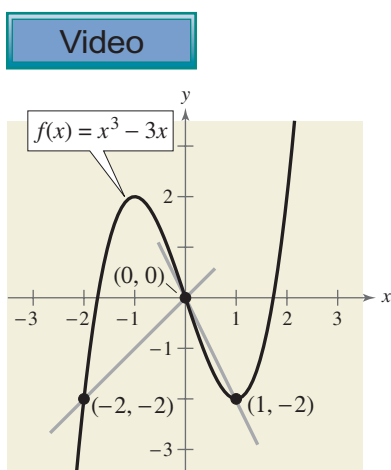 Video
y
f(x) = x³ − 3x
2
(0, 0)
x
−3 −2 −1 1 2 3
−1
(−2, −2) (1, −2)
−3